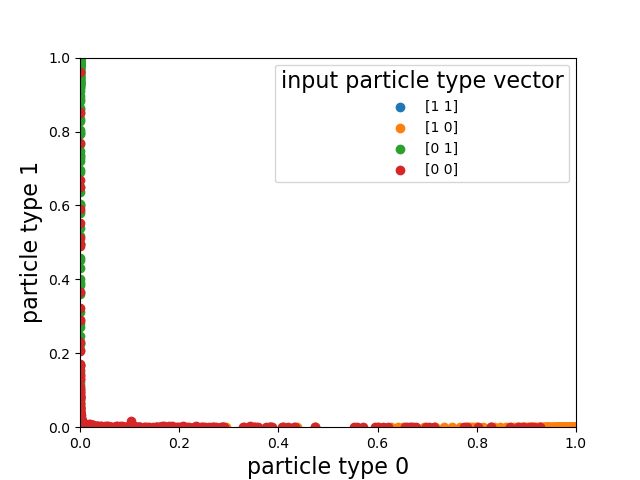 input particle type vector
[1 1]
[1 0]
[0 1]
[0 0]
particle type 1
1.0
0.8
0.6
0.4
0.2
0.0
0.0 0.2 0.4 0.6 0.8 1.0
particle type 0